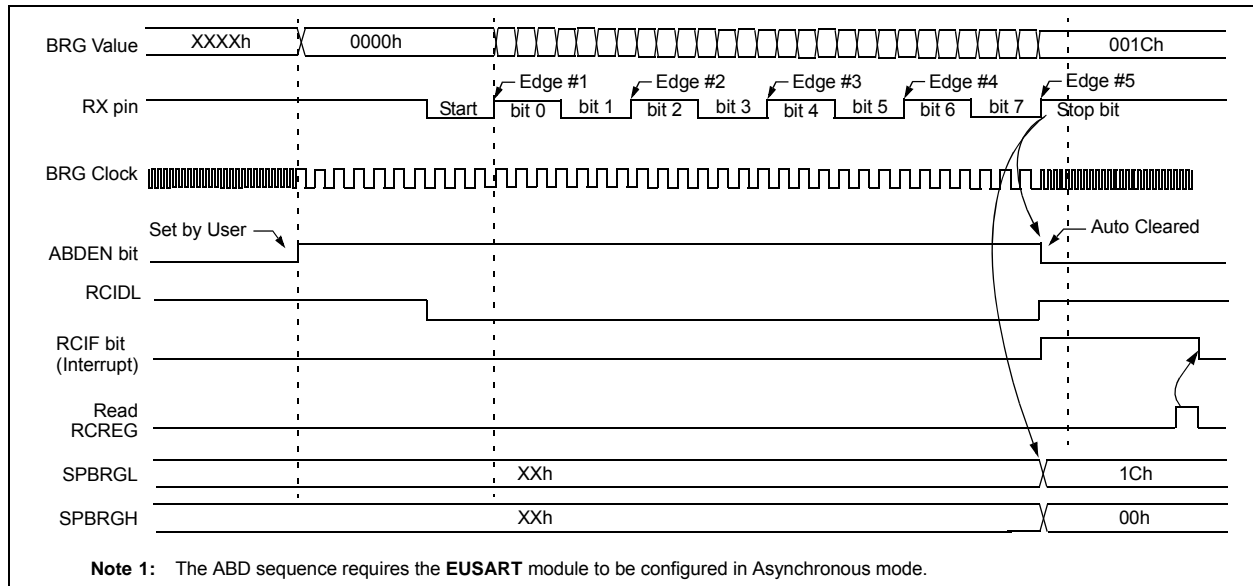 BRG Value XXXXh 0000h 001Ch
Edge #1 Edge #2 Edge #3 Edge #4 Edge #5
RX pin Start bit 0 bit 1 bit 2 bit 3 bit 4 bit 5 bit 6 bit 7 Stop bit
BRG Clock
Set by User Auto Cleared
ABDEN bit
RCIDL
RCIF bit
(Interrupt)
Read
RCREG
SPBRGL XXh 1Ch
SPBRGH XXh 00h
Note 1: The ABD sequence requires the EUSART module to be configured in Asynchronous mode.